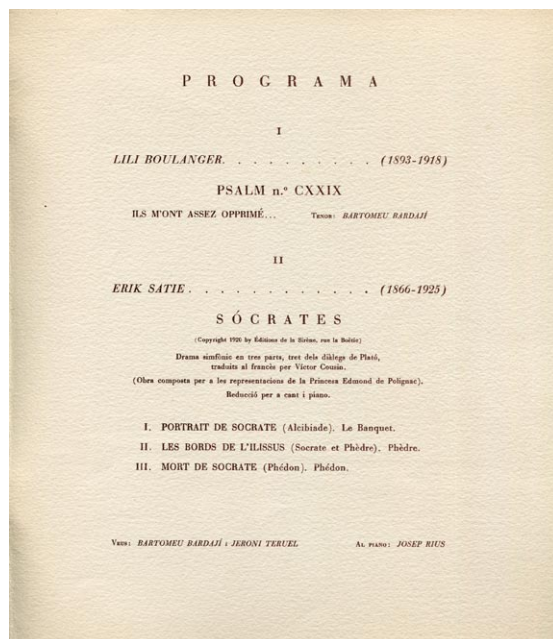 PROGRAMA
I
LILI BOULANGER. . . . . . . . . . (1893-1918)
PSALM n.º CXXIX
ILS M'ONT ASSEZ OPPRIMÉ... TENOR: BARTOMEU BARDAJÍ
II
ERIK SATIE . . . . . . . . . . . . (1866-1925)
SÓCRATES
(Copyright 1920 by Éditions de la Sirène, rue la Boëtie)
Drama simfònic en tres parts, tret dels diàlegs de Plató,
traduits al francès per Víctor Cousin.
(Obra composta per a les representacions de la Princesa Edmond de Polignac).
Reducció per a cant i piano.
I. PORTRAIT DE SOCRATE (Alcibiade). Le Banquet.
II. LES BORDS DE L'ILISSUS (Socrate et Phèdre). Phèdre.
III. MORT DE SOCRATE (Phédon). Phédon.
VEUS: BARTOMEU BARDAJÍ i JERONI TERUEL AL PIANO: JOSEP RIUS